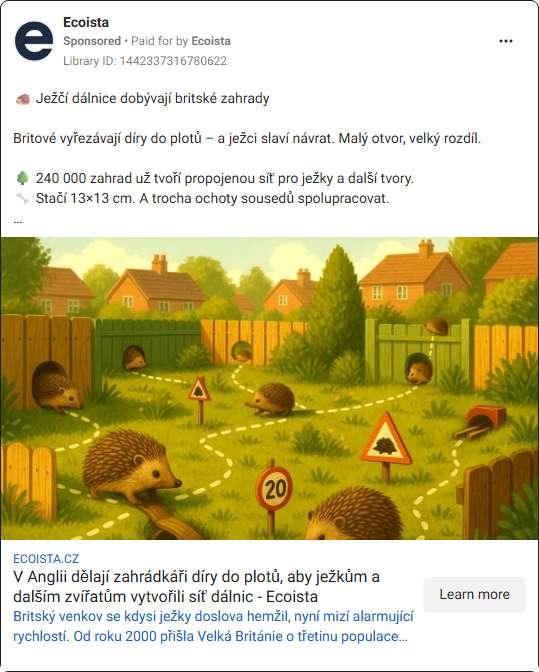 Ecoista
Sponsored • Paid for by Ecoista
Library ID: 1442337316780622
🦔 Ježčí dálnice dobývají britské zahrady
Britové vyřezávají díry do plotů – a ježci slaví návrat. Malý otvor, velký rozdíl.
🌳 240 000 zahrad už tvoří propojenou síť pro ježky a další tvory.
🔧 Stačí 13×13 cm. A trocha ochoty sousedů spolupracovat.
...
20
ECOISTA.CZ
V Anglii dělají zahrádkáři díry do plotů, aby ježkům a
dalším zvířatům vytvořili síť dálnic - Ecoista
Britský venkov se kdysi ježky doslova hemžil, nyní mizí alarmující
rychlostí. Od roku 2000 přišla Velká Británie o třetinu populace...
Learn more